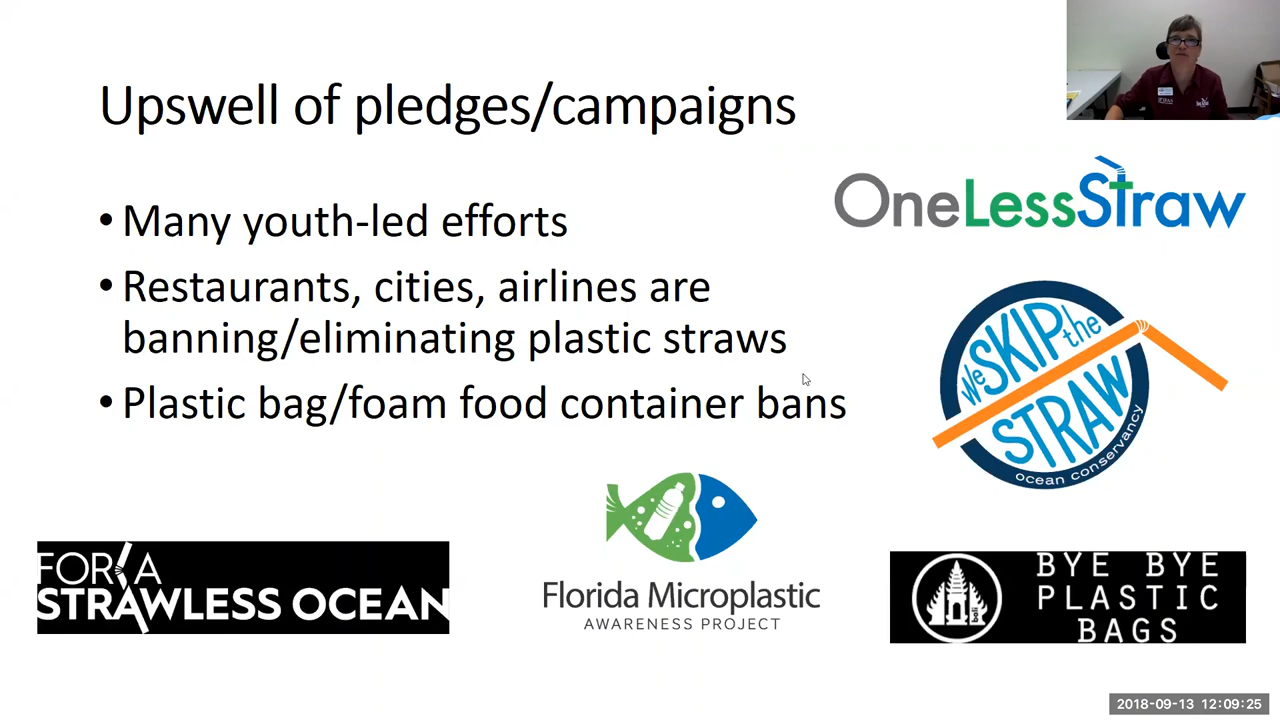 Upswell of pledges/campaigns
• Many youth-led efforts
• Restaurants, cities, airlines are
banning/eliminating plastic straws
• Plastic bag/foam food container bans
OneLessStraw
We SKIP the
STRAW
ocean conservancy
FOR A
STRAWLESS OCEAN
Florida Microplastic
AWARENESS PROJECT
bali
BYE BYE
PLASTIC
BAGS
2018-09-13 12:09:25